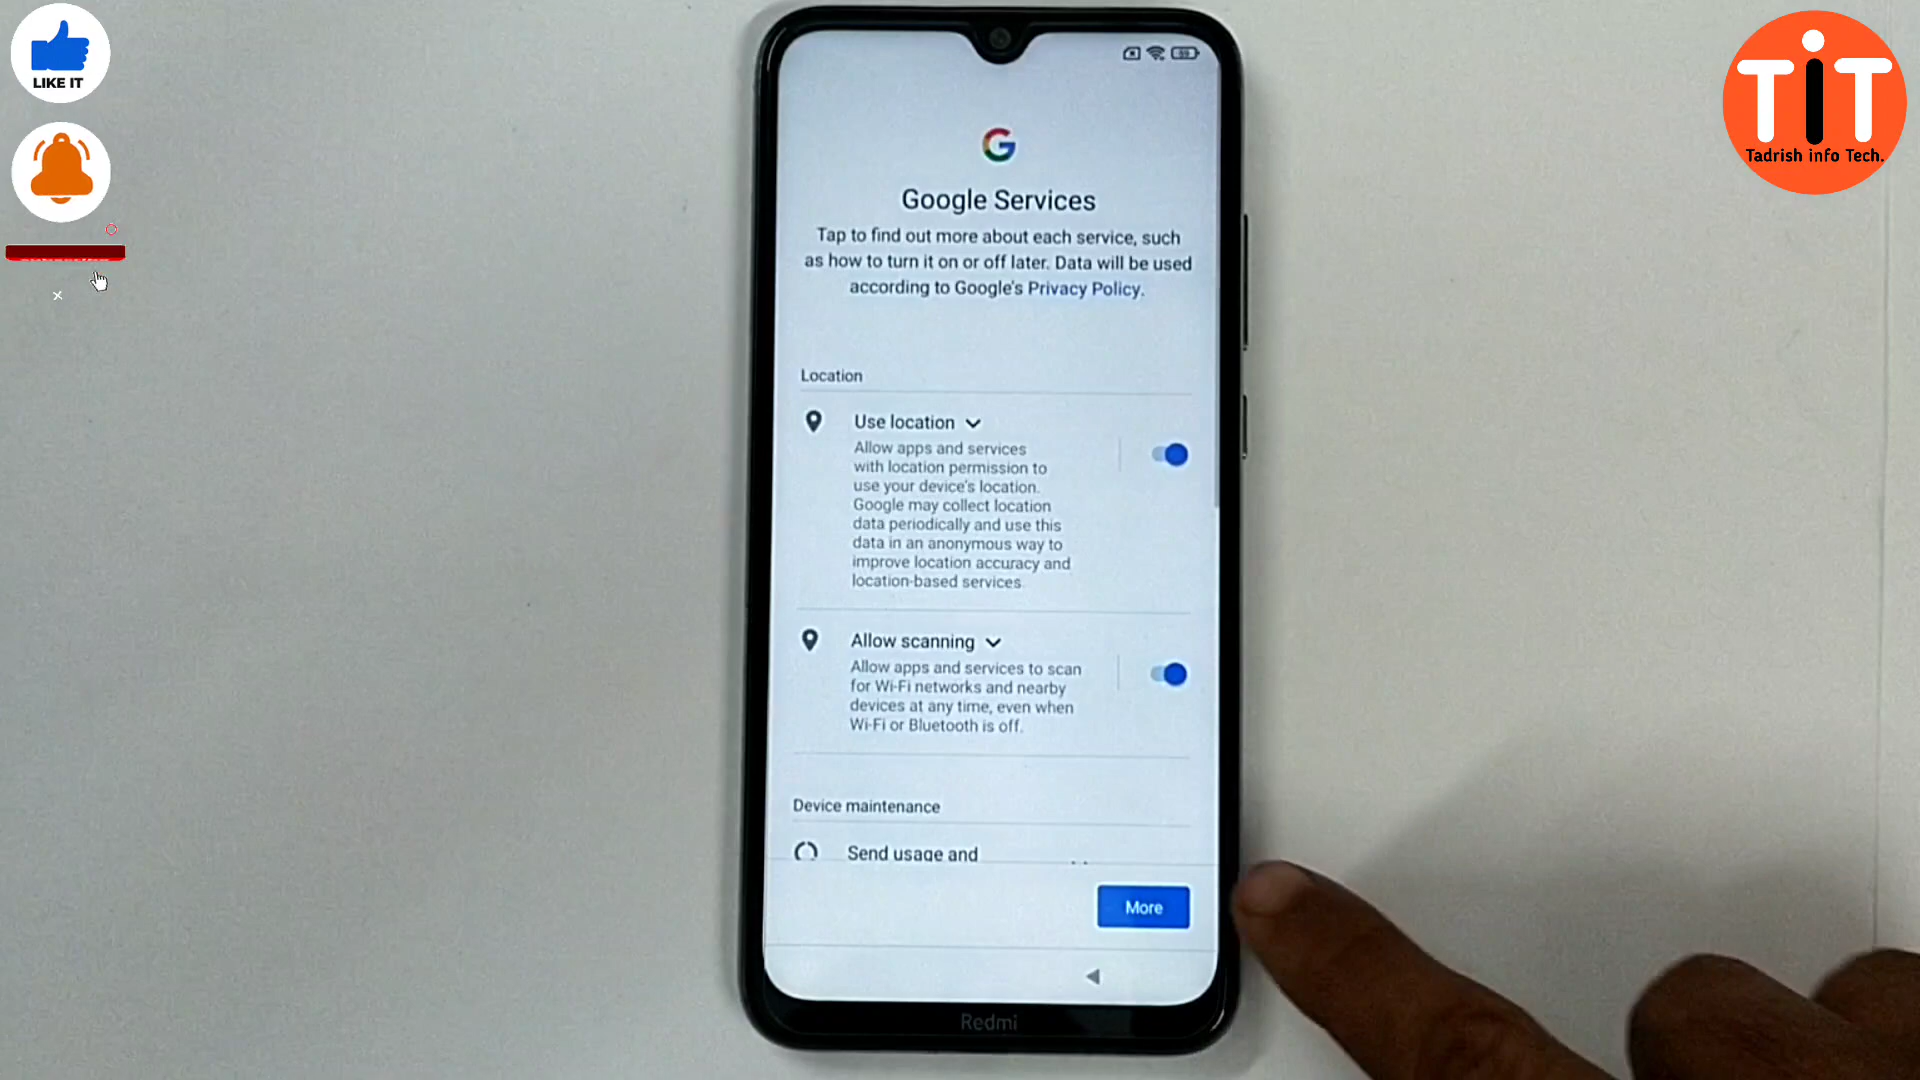 LIKE IT
TiT
Tadrish info Tech.
59
Google Services
Tap to find out more about each service, such
as how to turn it on or off later. Data will be used
according to Google's Privacy Policy.
Location
Use location
Allow apps and services
with location permission to
use your device's location.
Google may collect location
data periodically and use this
data in an anonymous way to
improve location accuracy and
location-based services.
Allow scanning
Allow apps and services to scan
for Wi-Fi networks and nearby
devices at any time, even when
Wi-Fi or Bluetooth is off.
Device maintenance
Send usage and
More
Redmi